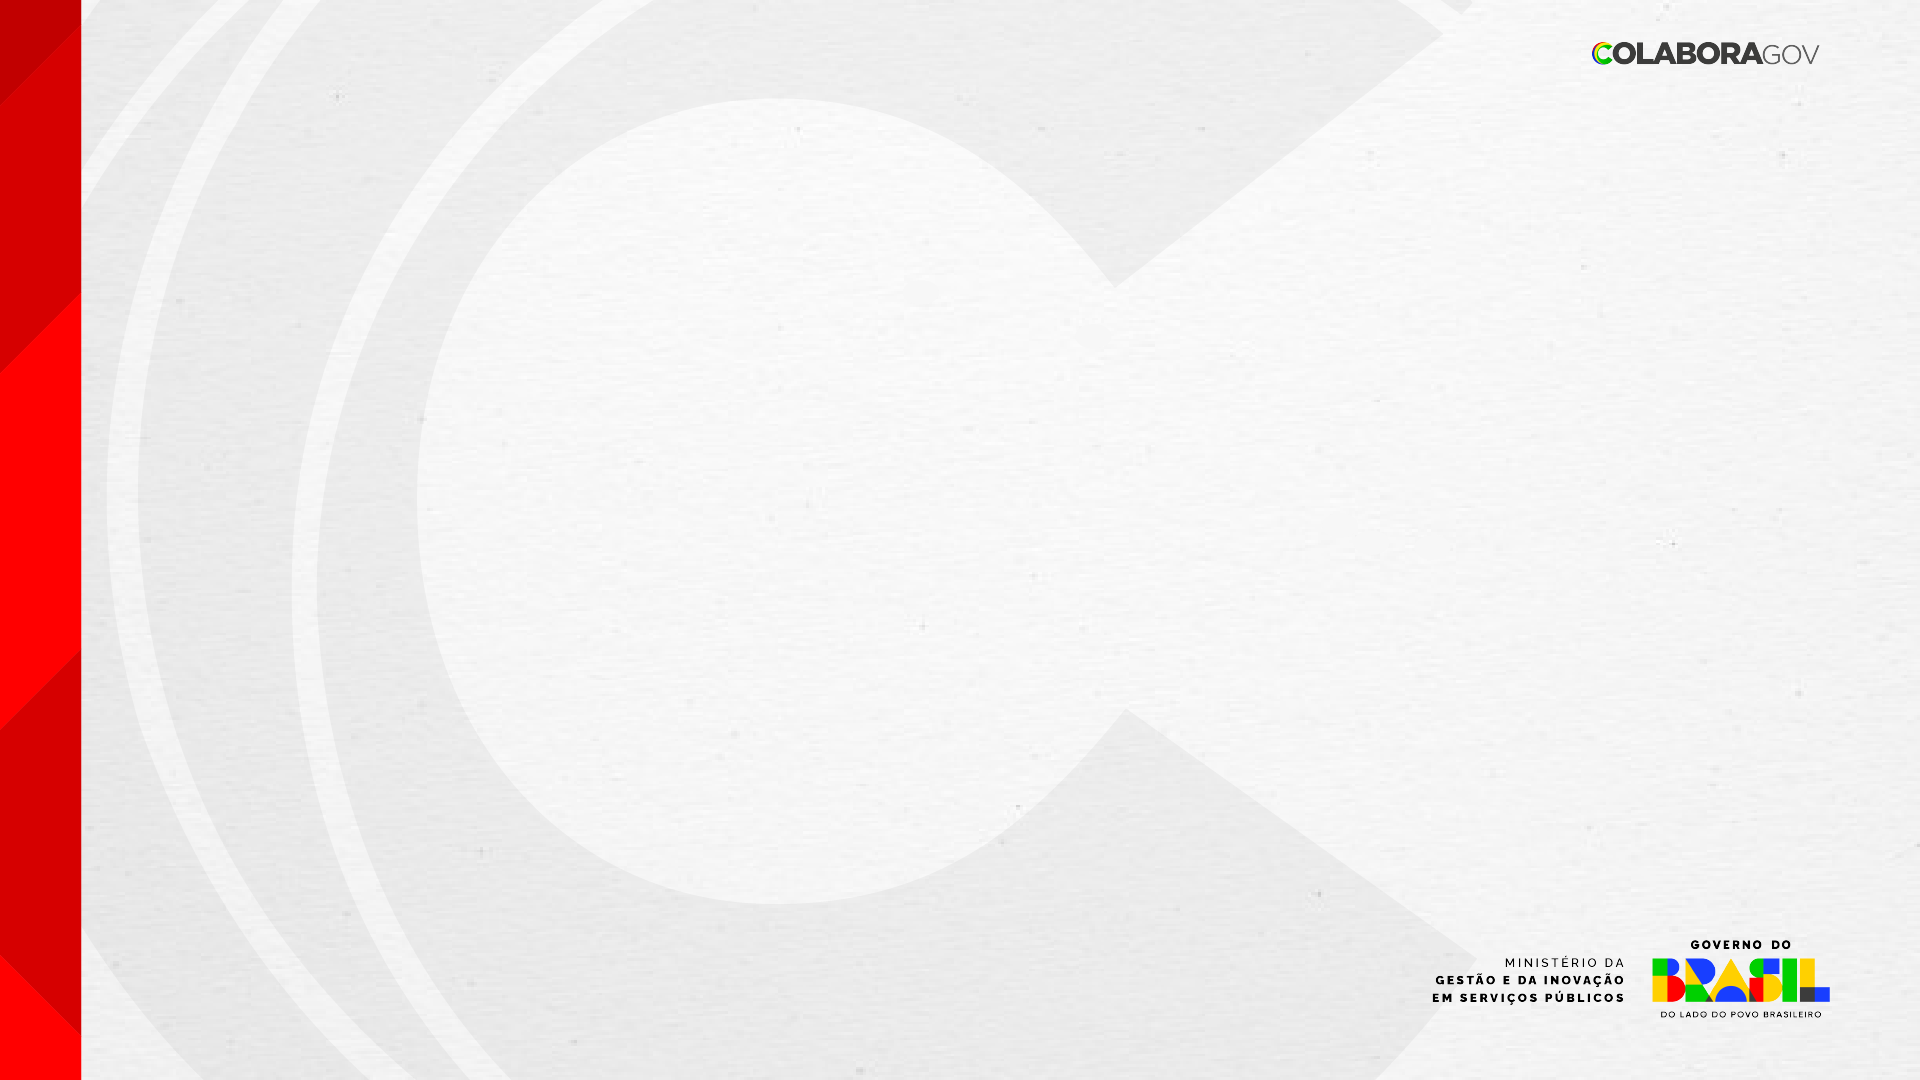 COLABORAGOV
MINISTÉRIO DA
GESTÃO E DA INOVAÇÃO
EM SERVIÇOS PÚBLICOS
GOVERNO DO
BRASIL
DO LADO DO POVO BRASILEIRO